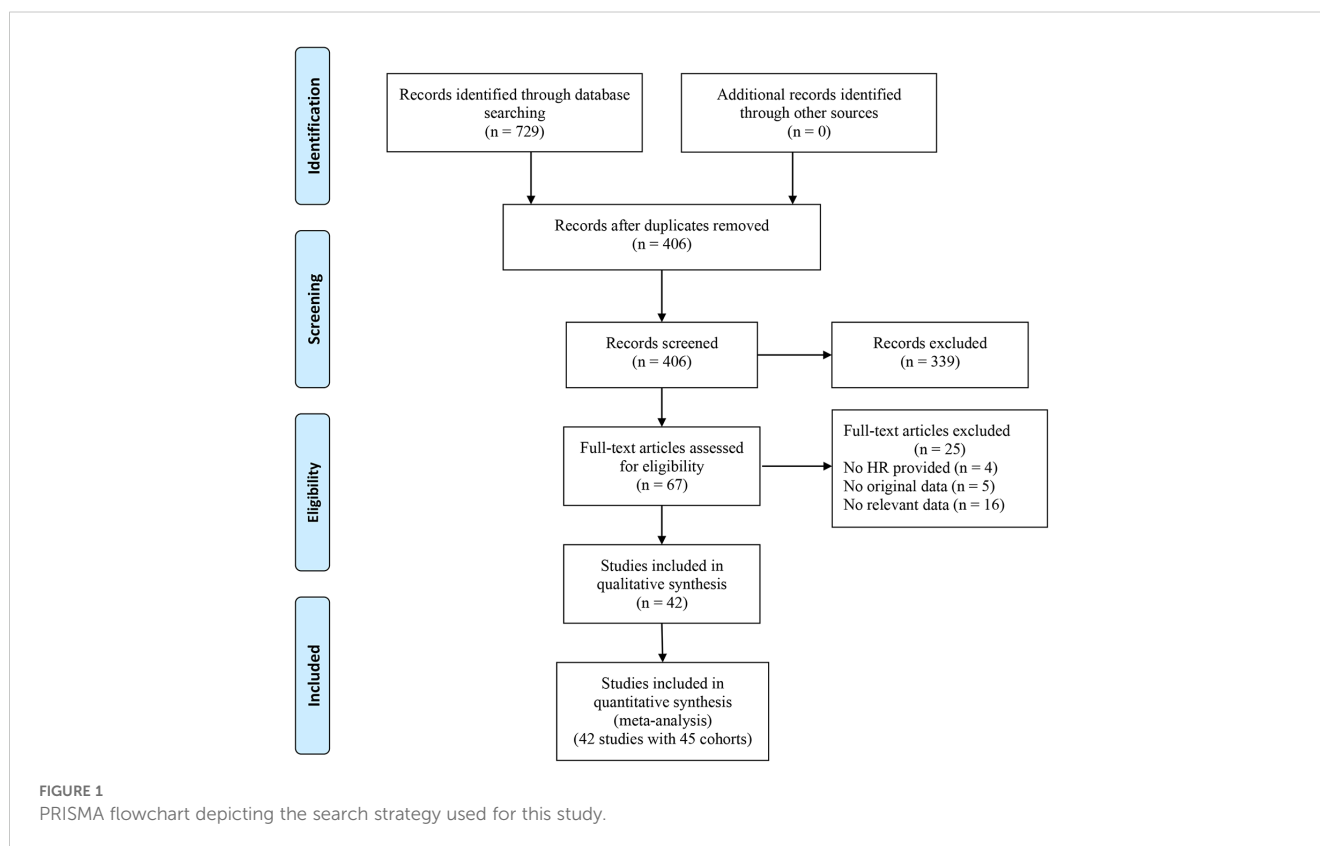 Identification
Records identified through database
searching
(n = 729)
Additional records identified
through other sources
(n = 0)
Records after duplicates removed
(n = 406)
Screening
Records screened
(n = 406)
Records excluded
(n = 339)
Eligibility
Full-text articles assessed
for eligibility
(n = 67)
Full-text articles excluded
(n = 25)
No HR provided (n = 4)
No original data (n = 5)
No relevant data (n = 16)
Studies included in
qualitative synthesis
(n = 42)
Included
Studies included in
quantitative synthesis
(meta-analysis)
(42 studies with 45 cohorts)
FIGURE 1
PRISMA flowchart depicting the search strategy used for this study.